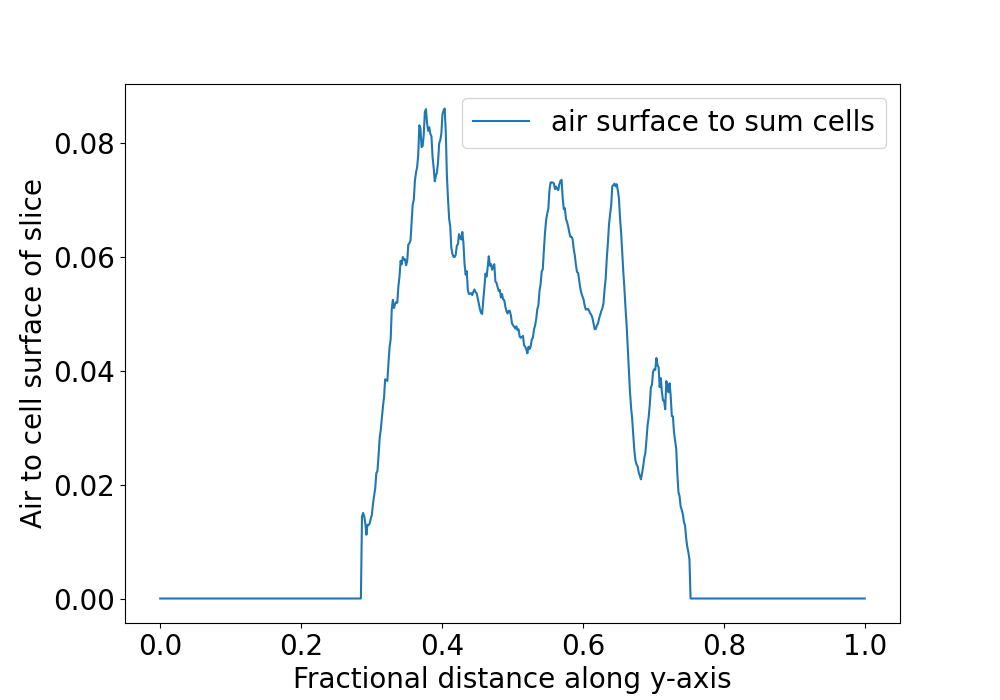 air surface to sum cells
Air to cell surface of slice
0.08
0.06
0.04
0.02
0.00
0.0 0.2 0.4 0.6 0.8 1.0
Fractional distance along y-axis